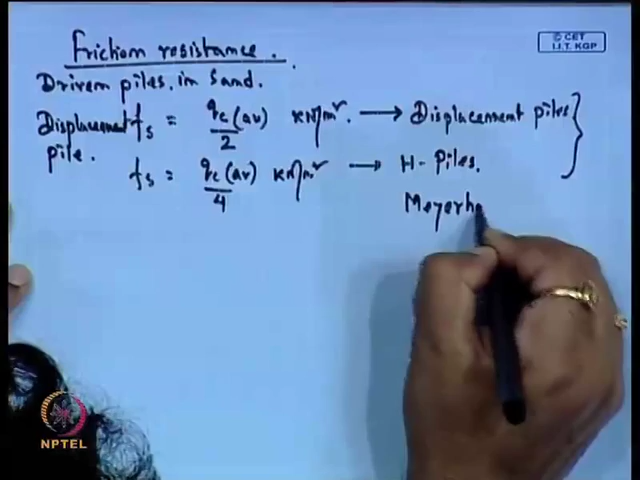 © CET
I.I.T. KGP
Friction resistance.
Driven piles. in Sand.
Displacement fs = qc(av)/2 kN/m² → Displacement piles
pile.
fs = qc(av)/4 kN/m² → H-Piles.
Meyerho
NPTEL